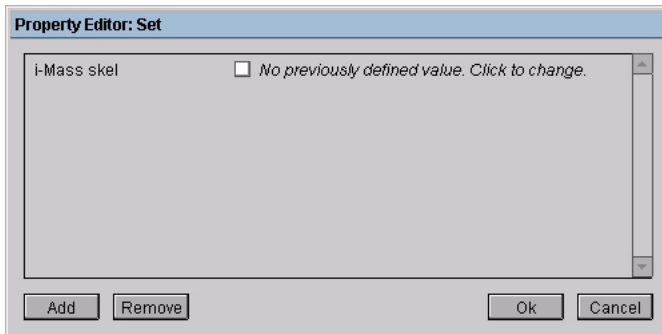 Property Editor: Set
i-Mass skel No previously defined value. Click to change.
Add Remove Ok Cancel